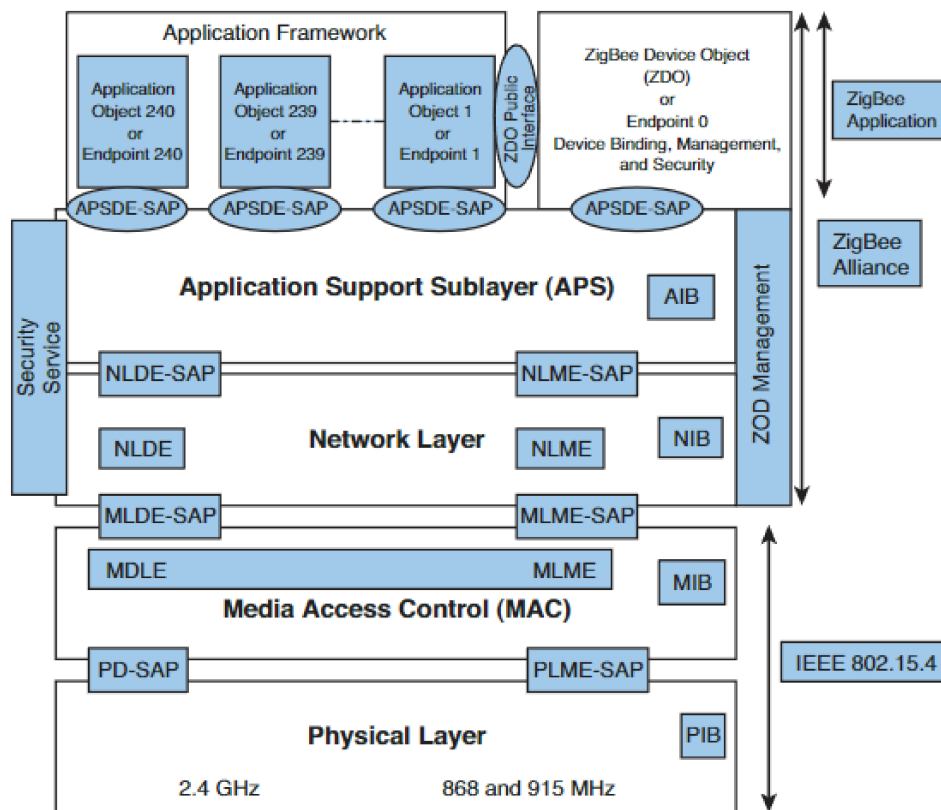 Application Framework
Application
Object 240
or
Endpoint 240
Application
Object 239
or
Endpoint 239
Application
Object 1
or
Endpoint 1
ZDO Public
Interface
ZigBee Device Object
(ZDO)
or
Endpoint 0
Device Binding, Management,
and Security
ZigBee
Application
APSDE-SAP
APSDE-SAP
APSDE-SAP
APSDE-SAP
Security
Service
Application Support Sublayer (APS)
AIB
ZOD Management
ZigBee
Alliance
NLDE-SAP
NLME-SAP
Network Layer
NLDE
NLME
NIB
MLDE-SAP
MLME-SAP
MDLE
MLME
MIB
Media Access Control (MAC)
PD-SAP
PLME-SAP
IEEE 802.15.4
Physical Layer
PIB
2.4 GHz
868 and 915 MHz